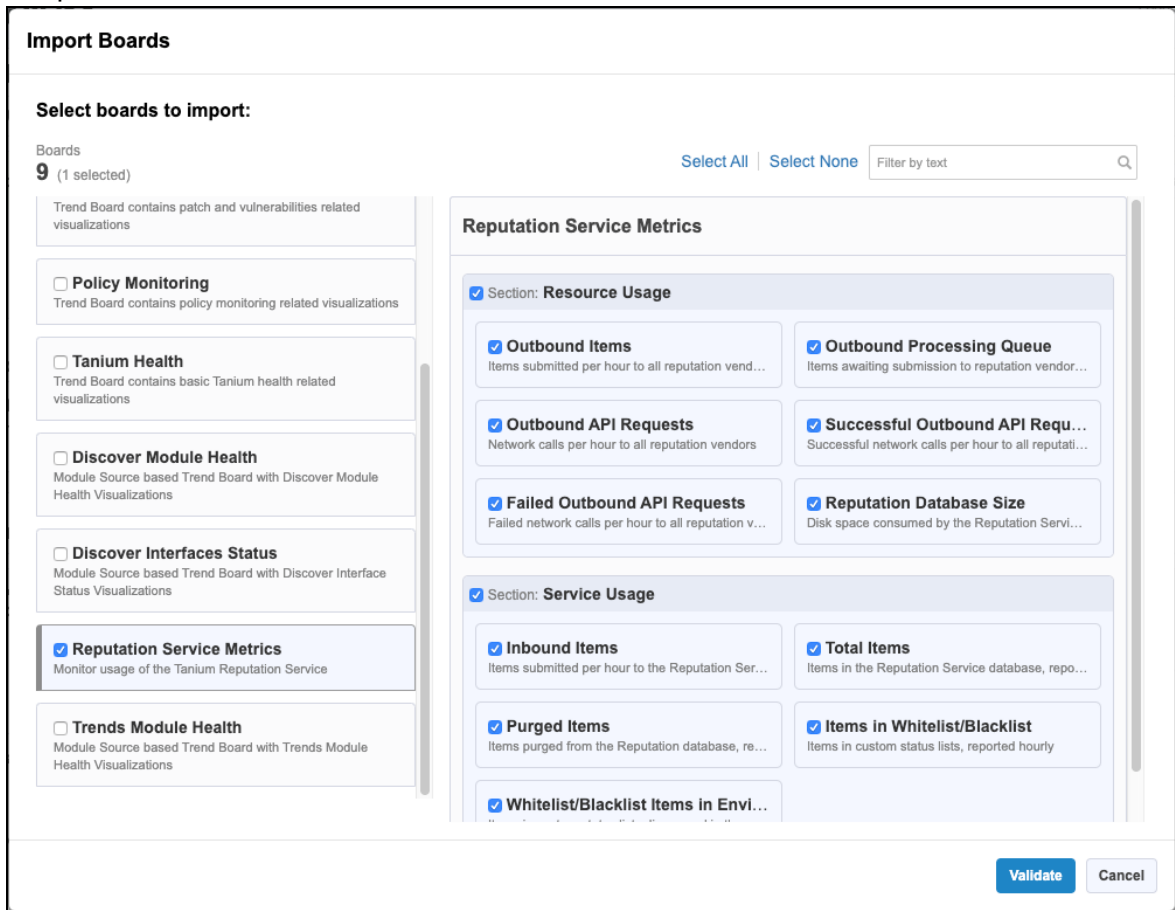 Import Boards
Select boards to import:
Boards
9 (1 selected)
Select All
Select None
Filter by text
Trend Board contains patch and vulnerabilities related
visualizations
Policy Monitoring
Trend Board contains policy monitoring related visualizations
Tanium Health
Trend Board contains basic Tanium health related
visualizations
Discover Module Health
Module Source based Trend Board with Discover Module
Health Visualizations
Discover Interfaces Status
Module Source based Trend Board with Discover Interface
Status Visualizations
Reputation Service Metrics
Monitor usage of the Tanium Reputation Service
Trends Module Health
Module Source based Trend Board with Trends Module
Health Visualizations
Reputation Service Metrics
Section: Resource Usage
Outbound Items
Items submitted per hour to all reputation vend...
Outbound Processing Queue
Items awaiting submission to reputation vendor...
Outbound API Requests
Network calls per hour to all reputation vendors
Successful Outbound API Requ...
Successful network calls per hour to all reputati...
Failed Outbound API Requests
Failed network calls per hour to all reputation v...
Reputation Database Size
Disk space consumed by the Reputation Servi...
Section: Service Usage
Inbound Items
Items submitted per hour to the Reputation Ser...
Total Items
Items in the Reputation Service database, repo...
Purged Items
Items purged from the Reputation database, re...
Items in Whitelist/Blacklist
Items in custom status lists, reported hourly
Whitelist/Blacklist Items in Envi...
Validate
Cancel